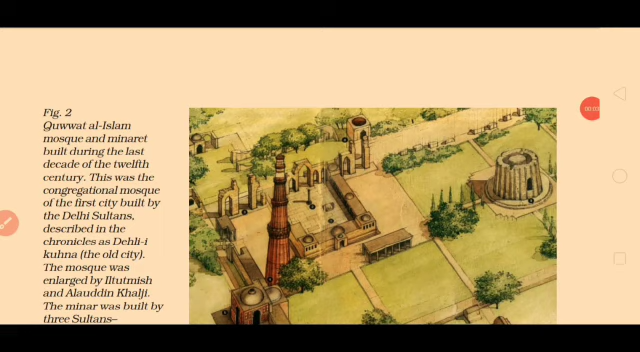 Fig. 2
Quwwat al-Islam
mosque and minaret
built during the last
decade of the twelfth
century. This was the
congregational mosque
of the first city built by
the Delhi Sultans,
described in the
chronicles as Dehli-i
kuhna (the old city).
The mosque was
enlarged by Iltutmish
and Alauddin Khalji.
The minar was built by
three Sultans–
00:03